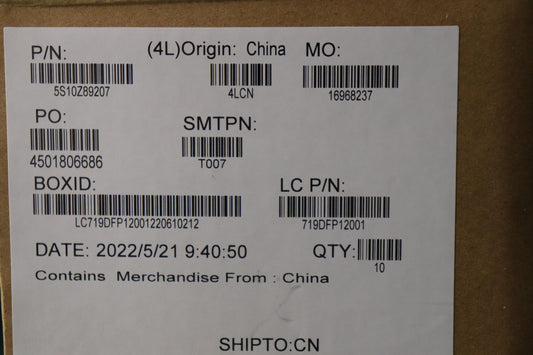 P/N: (4L)Origin: China MO:
5S10Z89207 4LCN 16968237
PO: SMTPN:
4501806686 T007
BOXID: LC P/N:
LC719DFP12001220610212 719DFP12001
DATE: 2022/5/21 9:40:50 QTY:
10
Contains Merchandise From : China
SHIPTO:CN